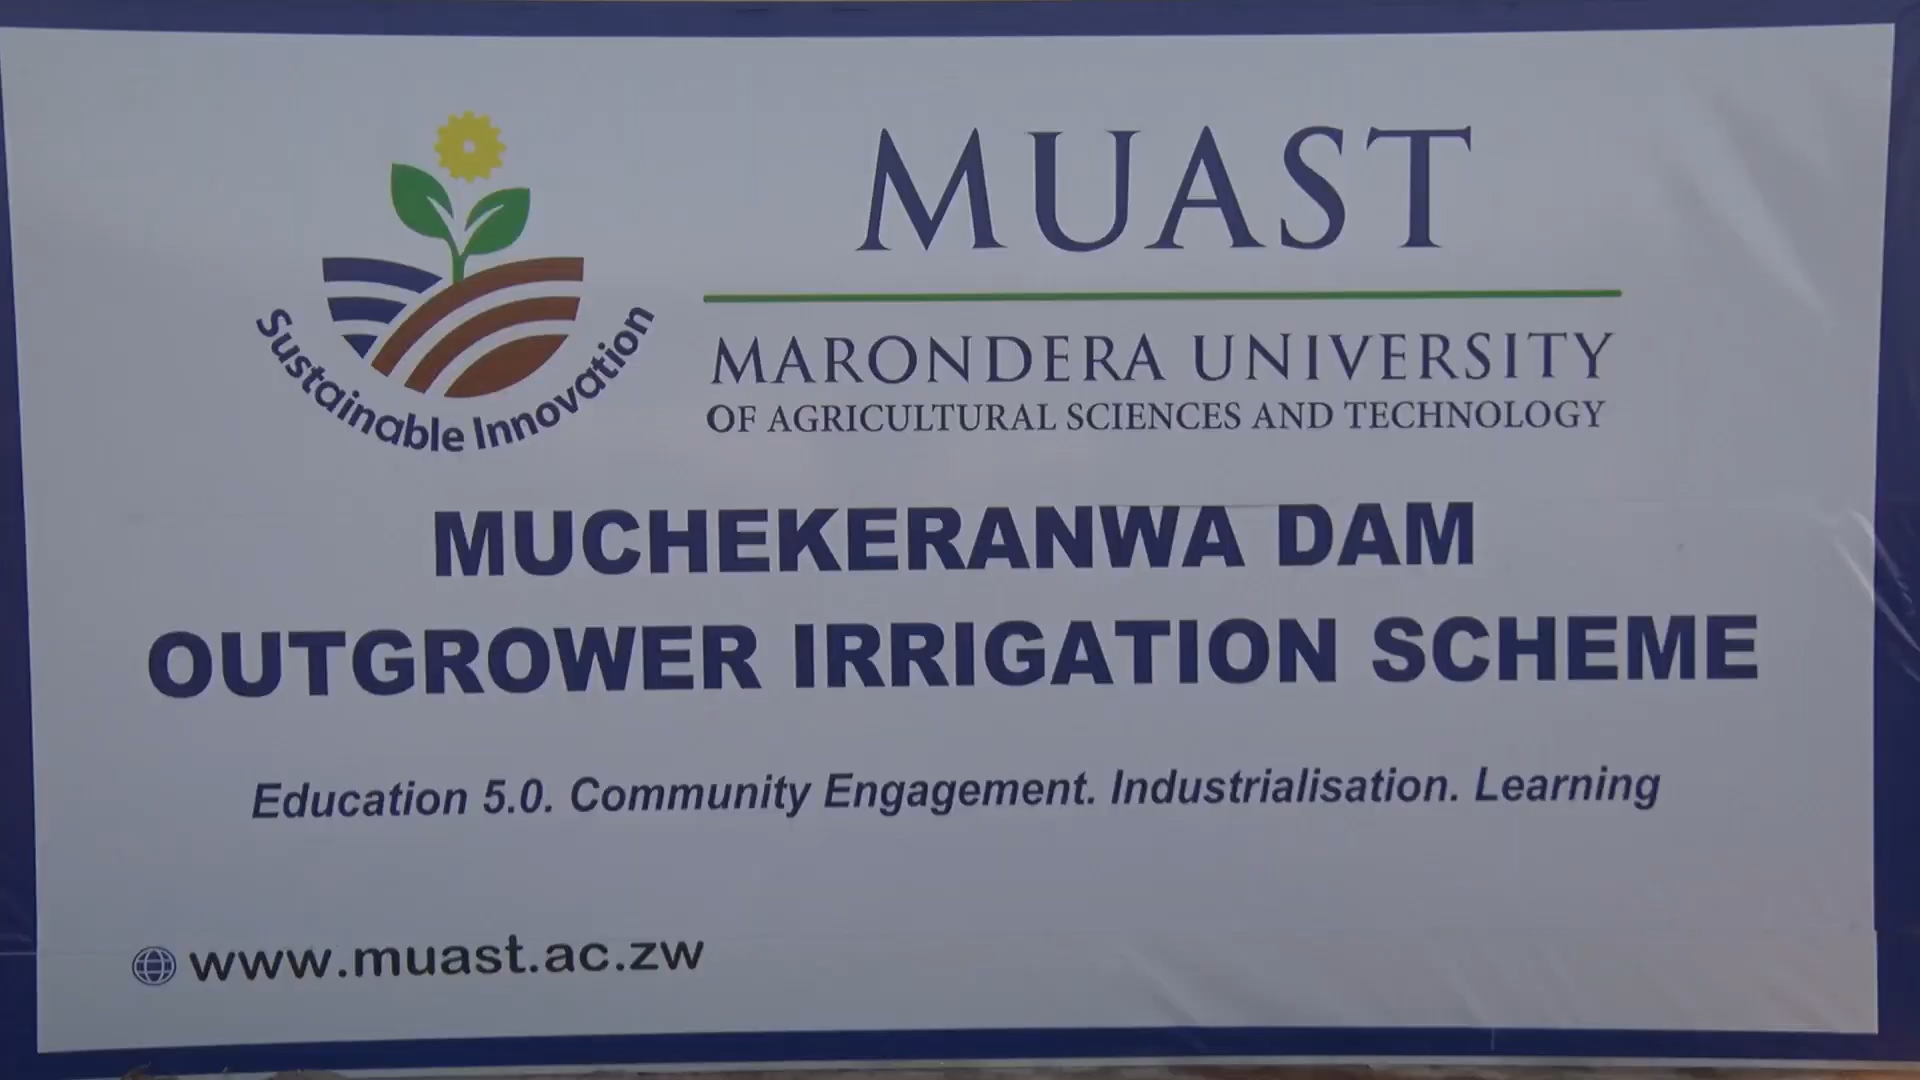 MUAST
Sustainable Innovation
MARONDERA UNIVERSITY
OF AGRICULTURAL SCIENCES AND TECHNOLOGY
MUCHEKERANWA DAM
OUTGROWER IRRIGATION SCHEME
Education 5.0. Community Engagement. Industrialisation. Learning
www.muast.ac.zw